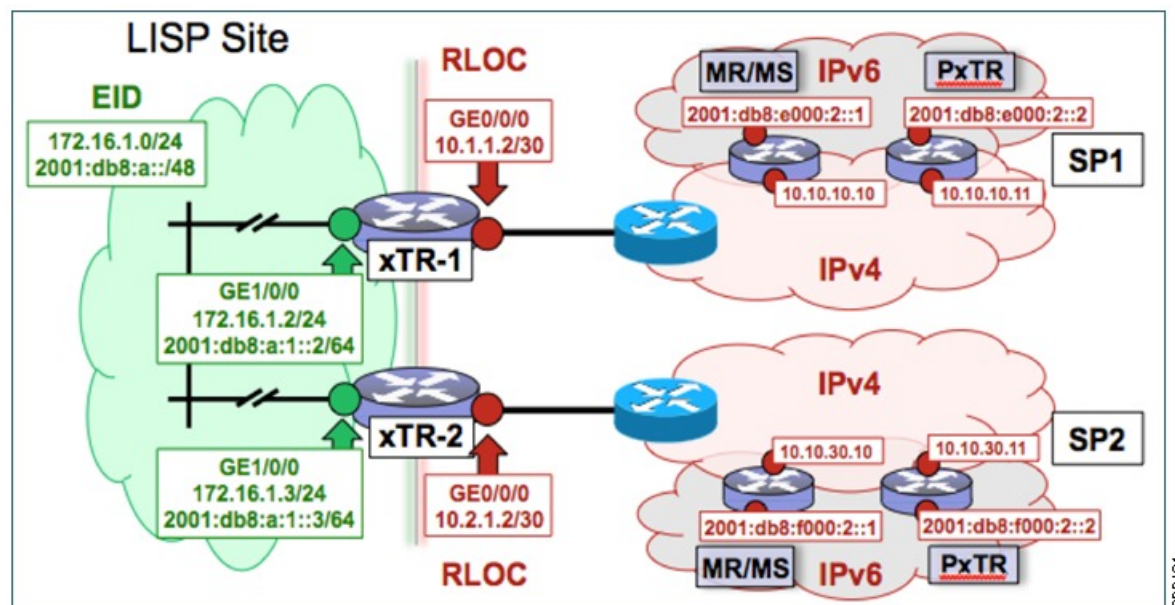 LISP Site
EID
172.16.1.0/24
2001:db8:a::/48
RLOC
GE0/0/0
10.1.1.2/30
xTR-1
GE1/0/0
172.16.1.2/24
2001:db8:a:1::2/64
xTR-2
GE1/0/0
172.16.1.3/24
2001:db8:a:1::3/64
GE0/0/0
10.2.1.2/30
RLOC
MR/MS
IPv6
PxTR
2001:db8:e000:2::1
2001:db8:e000:2::2
SP1
10.10.10.10
10.10.10.11
IPv4
IPv4
SP2
10.10.30.10
10.10.30.11
2001:db8:f000:2::1
2001:db8:f000:2::2
MR/MS
IPv6
PxTR